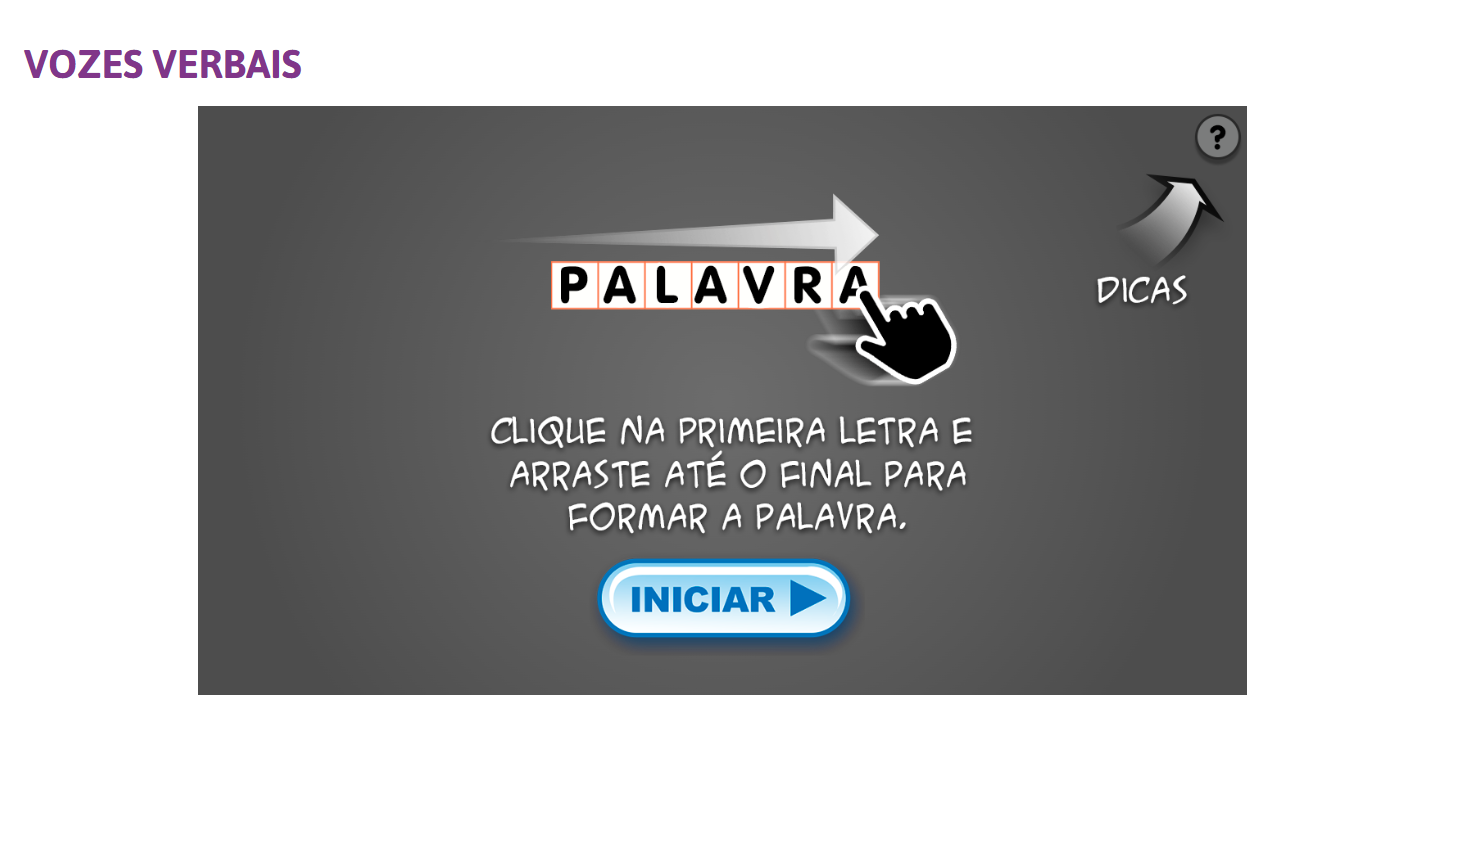 VOZES VERBAIS
?
PALAVRA
DICAS
CLIQUE NA PRIMEIRA LETRA E
ARRASTE ATÉ O FINAL PARA
FORMAR A PALAVRA.
INICIAR